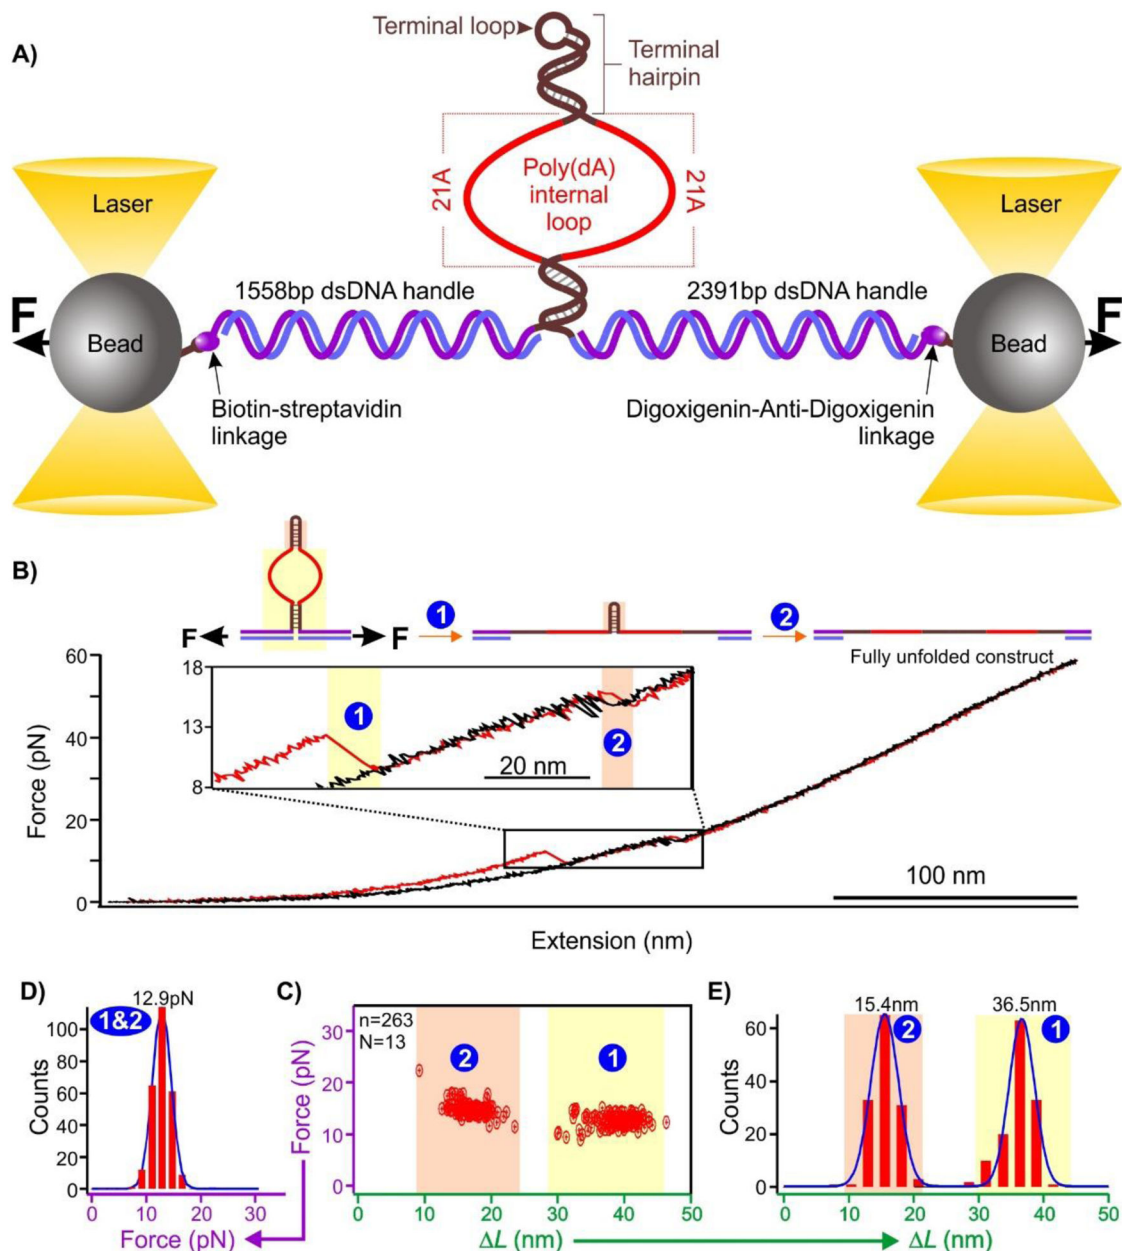 A)
Terminal loop
Terminal
hairpin
21A
Poly(dA)
internal
loop
21A
Laser
Laser
1558bp dsDNA handle
2391bp dsDNA handle
F
Bead
Bead
F
Biotin-streptavidin
linkage
Digoxigenin-Anti-Digoxigenin
linkage
B)
F
F
1
2
Fully unfolded construct
60
40
20
0
Force (pN)
18
13
8
1
20 nm
2
100 nm
Extension (nm)
D)
12.9pN
1&2
100
80
60
40
20
0
Counts
0 10 20 30
Force (pN)
C)
n=263
N=13
30
20
10
0
Force (pN)
2
1
0 10 20 30 40 50
ΔL (nm)
E)
15.4nm
36.5nm
2
1
60
40
20
0
Counts
0 10 20 30 40 50
ΔL (nm)